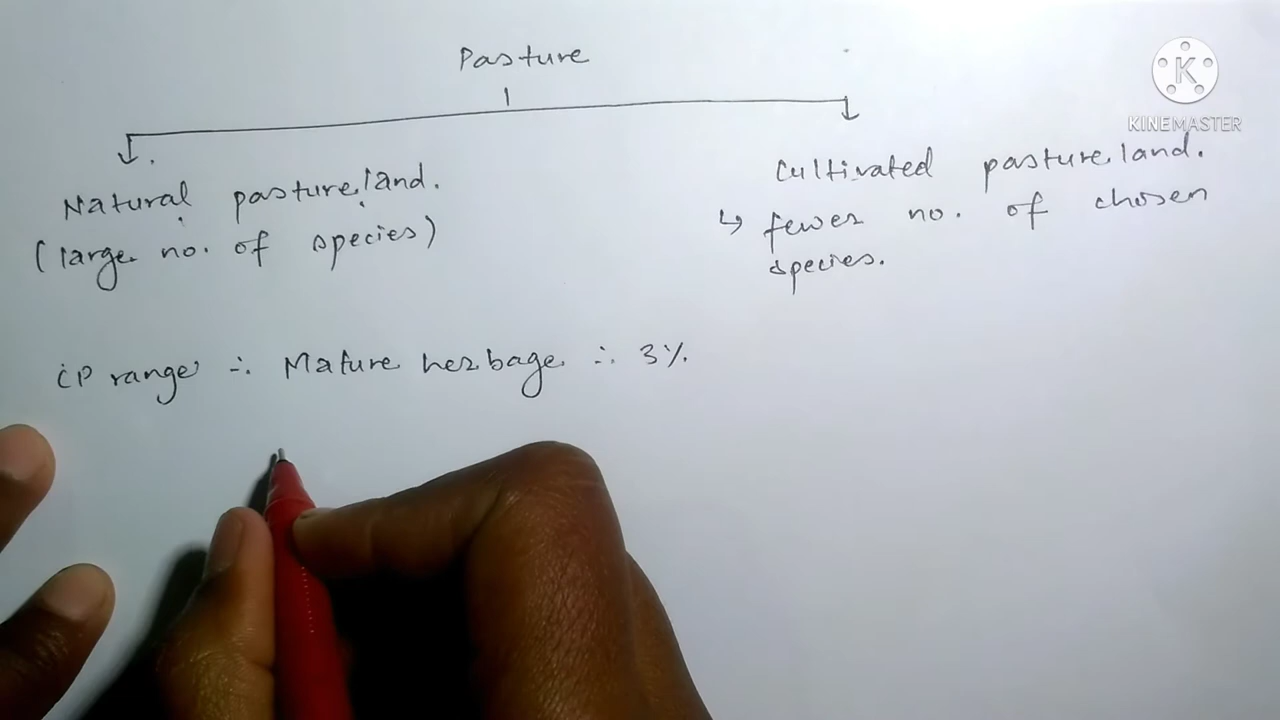 Pasture
Natural pasture land.
(large no. of species)
Cultivated pasture land.
↳ fewer no. of chosen
species.
CP range ∴ Mature herbage ∴ 3%
K
KINEMASTER